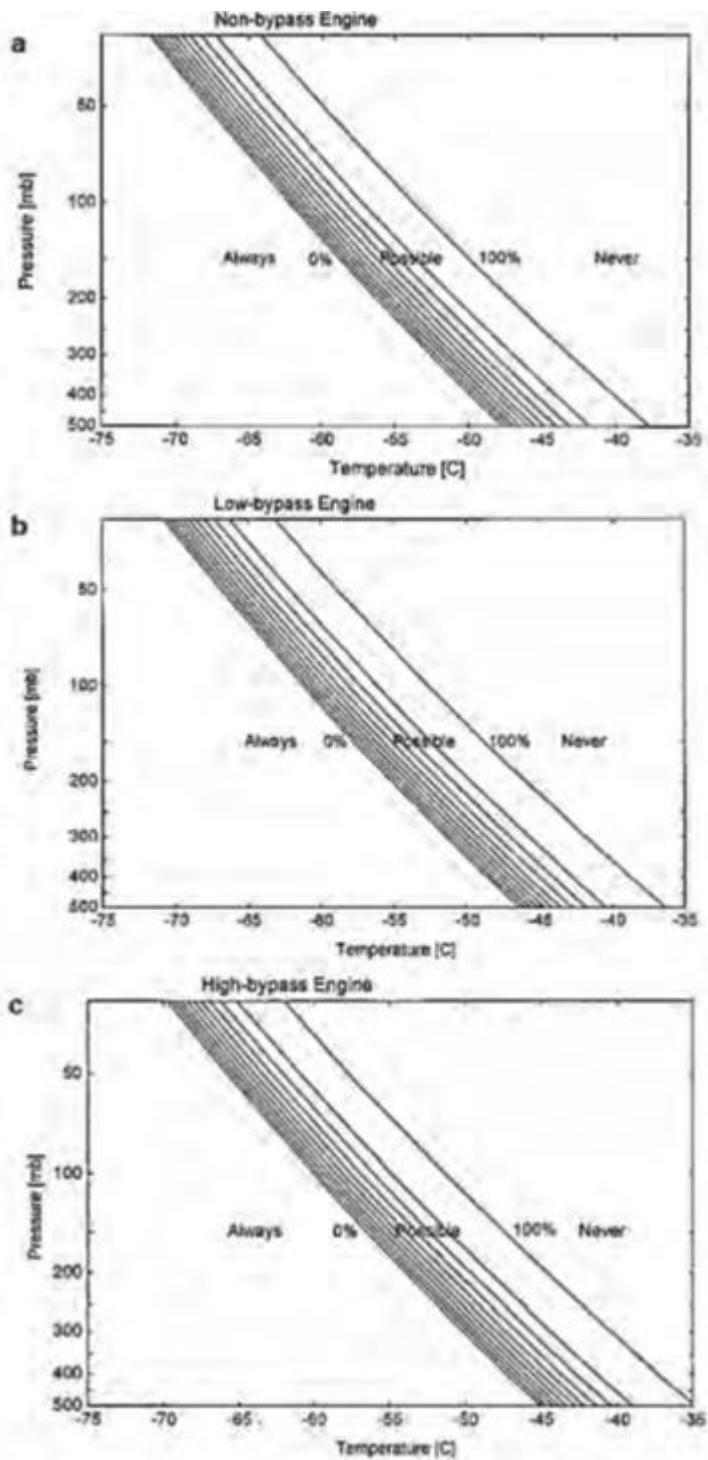 Non-bypass Engine
a
50
100
200
300
400
500
Pressure [mb]
Always 0% Possible 100% Never
-75 -70 -65 -60 -55 -50 -45 -40 -35
Temperature [C]
Low-bypass Engine
b
50
100
200
300
400
500
Pressure [mb]
Always 0% Possible 100% Never
-75 -70 -65 -60 -55 -50 -45 -40 -35
Temperature [C]
High-bypass Engine
c
50
100
200
300
400
500
Pressure [mb]
Always 0% Possible 100% Never
-75 -70 -65 -60 -55 -50 -45 -40 -35
Temperature [C]